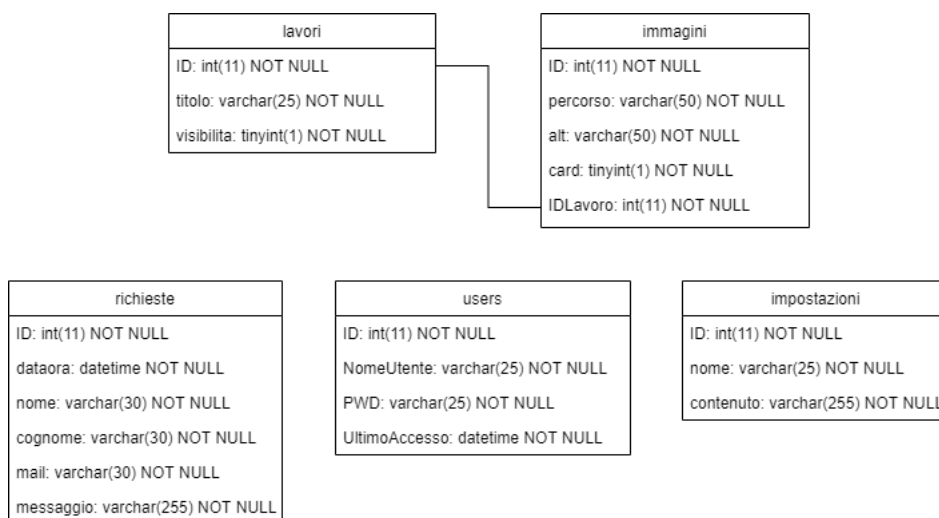 lavori
ID: int(11) NOT NULL
titolo: varchar(25) NOT NULL
visibilita: tinyint(1) NOT NULL
immagini
ID: int(11) NOT NULL
percorso: varchar(50) NOT NULL
alt: varchar(50) NOT NULL
card: tinyint(1) NOT NULL
IDLavoro: int(11) NOT NULL
richieste
ID: int(11) NOT NULL
dataora: datetime NOT NULL
nome: varchar(30) NOT NULL
cognome: varchar(30) NOT NULL
mail: varchar(30) NOT NULL
messaggio: varchar(255) NOT NULL
users
ID: int(11) NOT NULL
NomeUtente: varchar(25) NOT NULL
PWD: varchar(25) NOT NULL
UltimoAccesso: datetime NOT NULL
impostazioni
ID: int(11) NOT NULL
nome: varchar(25) NOT NULL
contenuto: varchar(255) NOT NULL